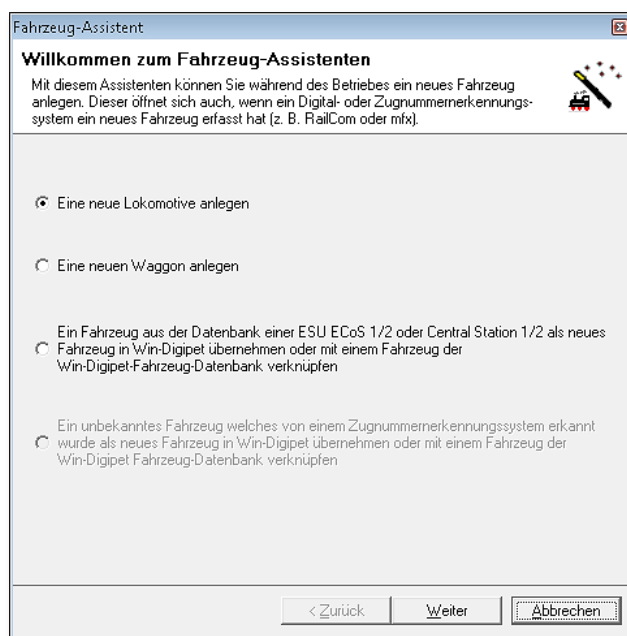 Fahrzeug-Assistent
Willkommen zum Fahrzeug-Assistenten
Mit diesem Assistenten können Sie während des Betriebes ein neues Fahrzeug
anlegen. Dieser öffnet sich auch, wenn ein Digital- oder Zugnummernerkennungs-
system ein neues Fahrzeug erfasst hat (z. B. RailCom oder mfx).
Eine neue Lokomotive anlegen
Eine neuen Waggon anlegen
Ein Fahrzeug aus der Datenbank einer ESU ECoS 1/2 oder Central Station 1/2 als neues
Fahrzeug in Win-Digipet übernehmen oder mit einem Fahrzeug der
Win-Digipet-Fahrzeug-Datenbank verknüpfen
Ein unbekanntes Fahrzeug welches von einem Zugnummernerkennungssystem erkannt
wurde als neues Fahrzeug in Win-Digipet übernehmen oder mit einem Fahrzeug der
Win-Digipet Fahrzeug-Datenbank verknüpfen
< Zurück Weiter Abbrechen